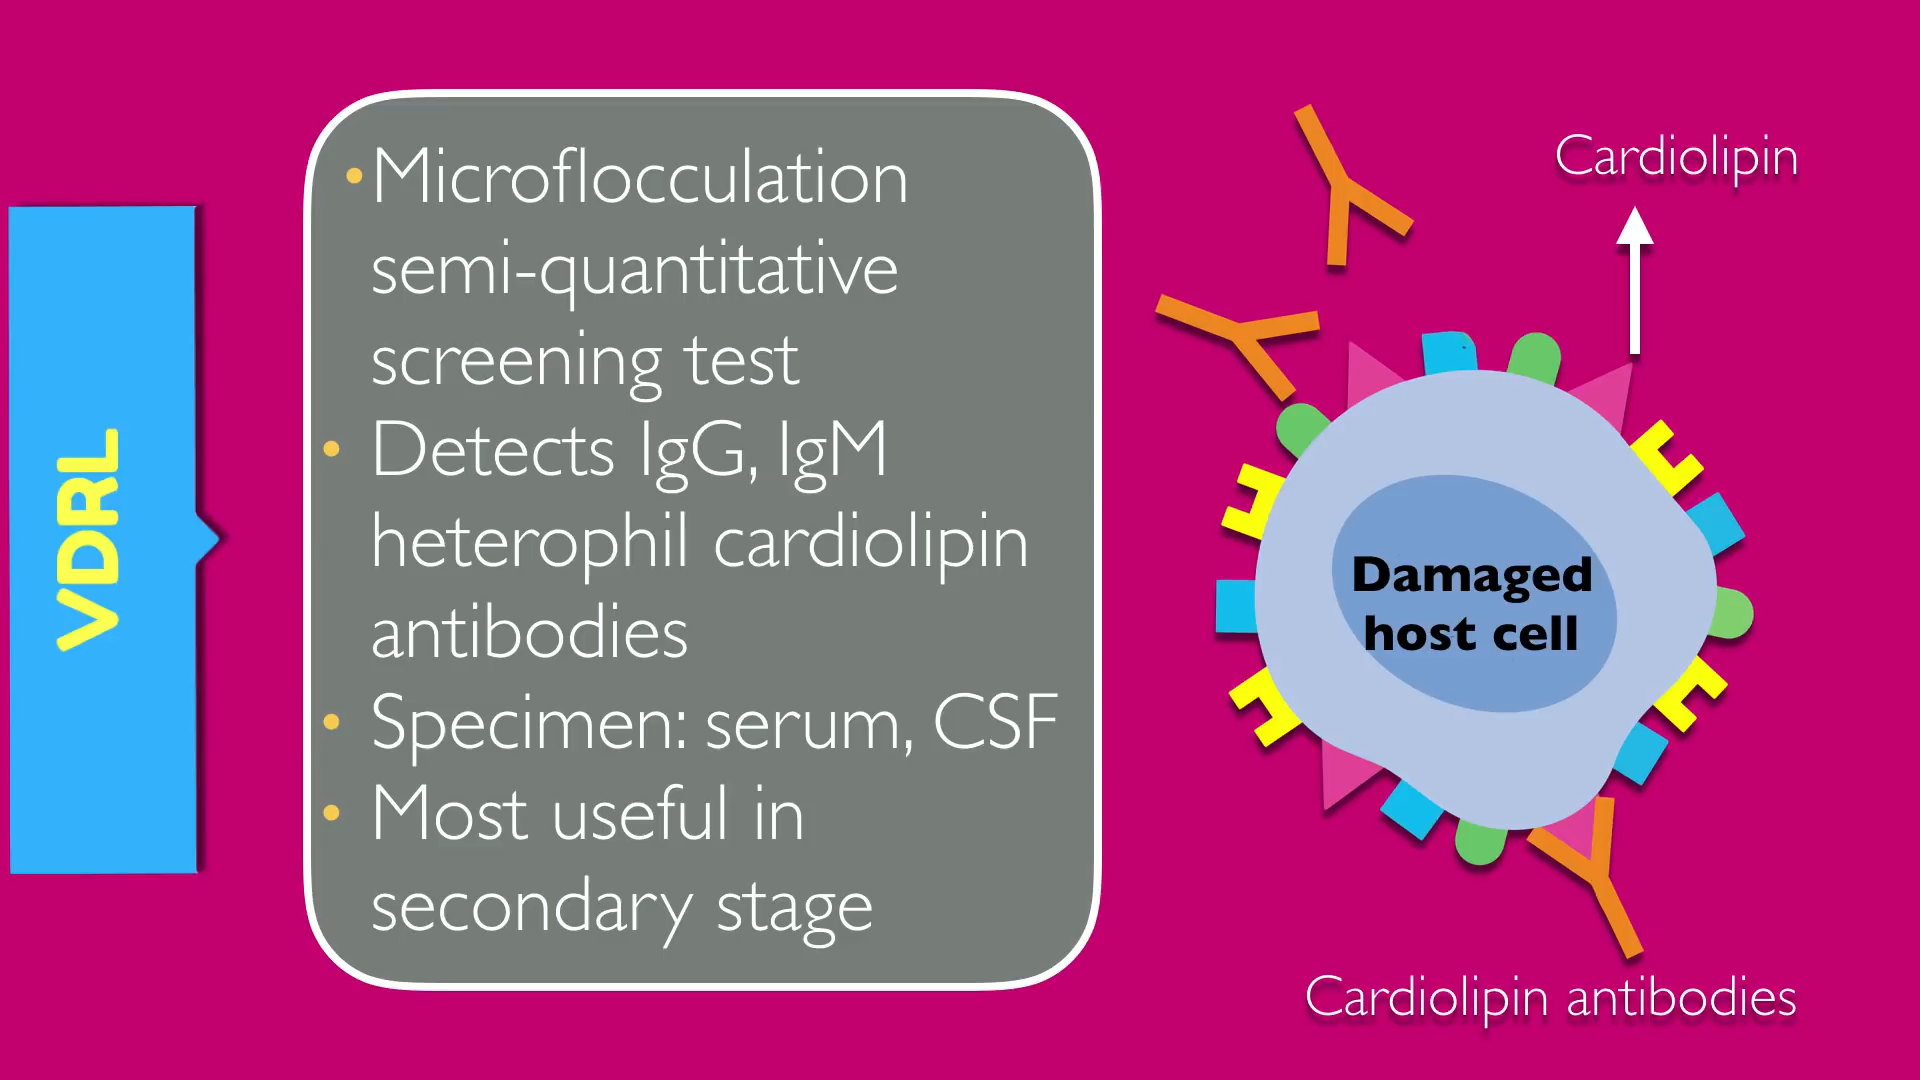 VDRL
•Microflocculation
semi-quantitative
screening test
• Detects IgG, IgM
heterophil cardiolipin
antibodies
• Specimen: serum, CSF
• Most useful in
secondary stage
Cardiolipin
Damaged
host cell
Cardiolipin antibodies